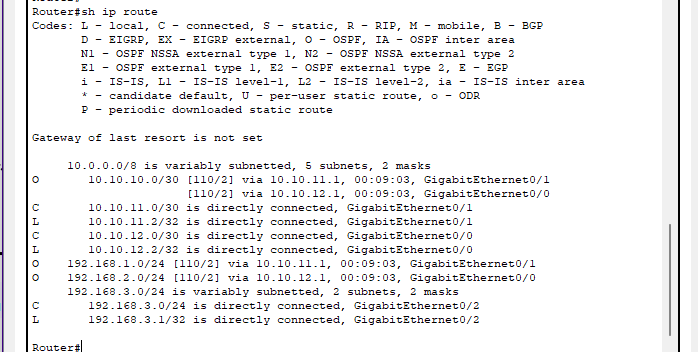 Router#sh ip route
Codes: L - local, C - connected, S - static, R - RIP, M - mobile, B - BGP
D - EIGRP, EX - EIGRP external, O - OSPF, IA - OSPF inter area
N1 - OSPF NSSA external type 1, N2 - OSPF NSSA external type 2
E1 - OSPF external type 1, E2 - OSPF external type 2, E - EGP
i - IS-IS, L1 - IS-IS level-1, L2 - IS-IS level-2, ia - IS-IS inter area
* - candidate default, U - per-user static route, o - ODR
P - periodic downloaded static route
Gateway of last resort is not set
10.0.0.0/8 is variably subnetted, 5 subnets, 2 masks
O 10.10.10.0/30 [110/2] via 10.10.11.1, 00:09:03, GigabitEthernet0/1
[110/2] via 10.10.12.1, 00:09:03, GigabitEthernet0/0
C 10.10.11.0/30 is directly connected, GigabitEthernet0/1
L 10.10.11.2/32 is directly connected, GigabitEthernet0/1
C 10.10.12.0/30 is directly connected, GigabitEthernet0/0
L 10.10.12.2/32 is directly connected, GigabitEthernet0/0
O 192.168.1.0/24 [110/2] via 10.10.11.1, 00:09:03, GigabitEthernet0/1
O 192.168.2.0/24 [110/2] via 10.10.12.1, 00:09:03, GigabitEthernet0/0
192.168.3.0/24 is variably subnetted, 2 subnets, 2 masks
C 192.168.3.0/24 is directly connected, GigabitEthernet0/2
L 192.168.3.1/32 is directly connected, GigabitEthernet0/2
Router#